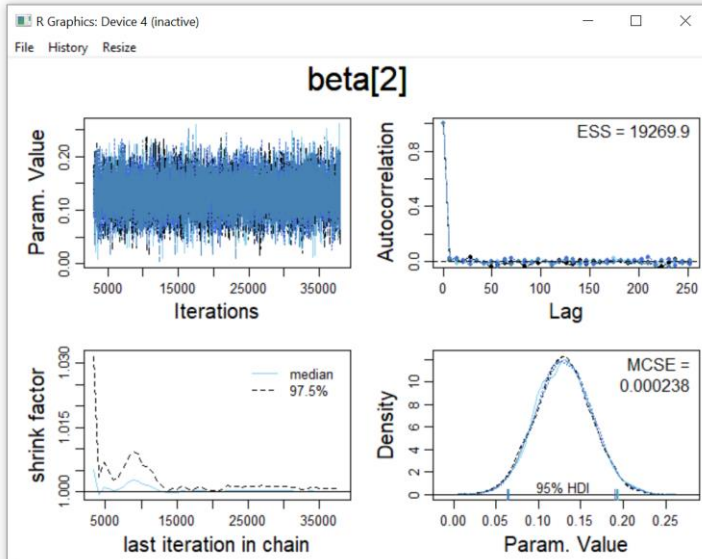 R Graphics: Device 4 (inactive)
File History Resize
beta[2]
Param. Value
0.00 0.10 0.20
5000 15000 25000 35000
Iterations
Autocorrelation
0.0 0.4 0.8
ESS = 19269.9
0 50 100 150 200 250
Lag
shrink factor
1.000 1.015 1.030
median
97.5%
5000 15000 25000 35000
last iteration in chain
Density
0 2 4 6 8 10
MCSE =
0.000238
95% HDI
0.00 0.05 0.10 0.15 0.20 0.25
Param. Value